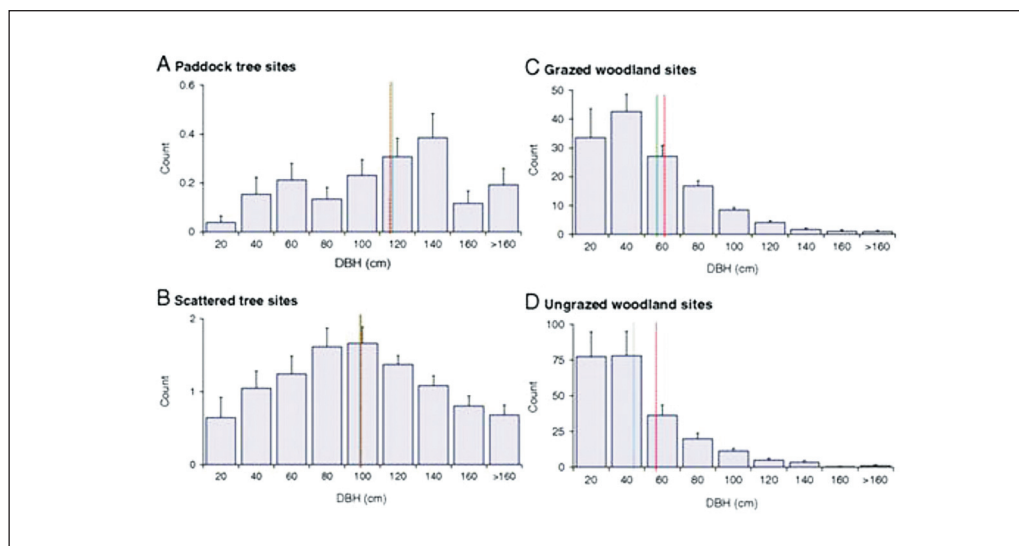 A Paddock tree sites
0.6
0.4
0.2
0
Count
20 40 60 80 100 120 140 160 >160
DBH (cm)
B Scattered tree sites
2
1
0
Count
20 40 60 80 100 120 140 160 >160
DBH (cm)
C Grazed woodland sites
50
40
30
20
10
0
Count
20 40 60 80 100 120 140 160 >160
DBH (cm)
D Ungrazed woodland sites
100
75
50
25
0
Count
20 40 60 80 100 120 140 160 >160
DBH (cm)